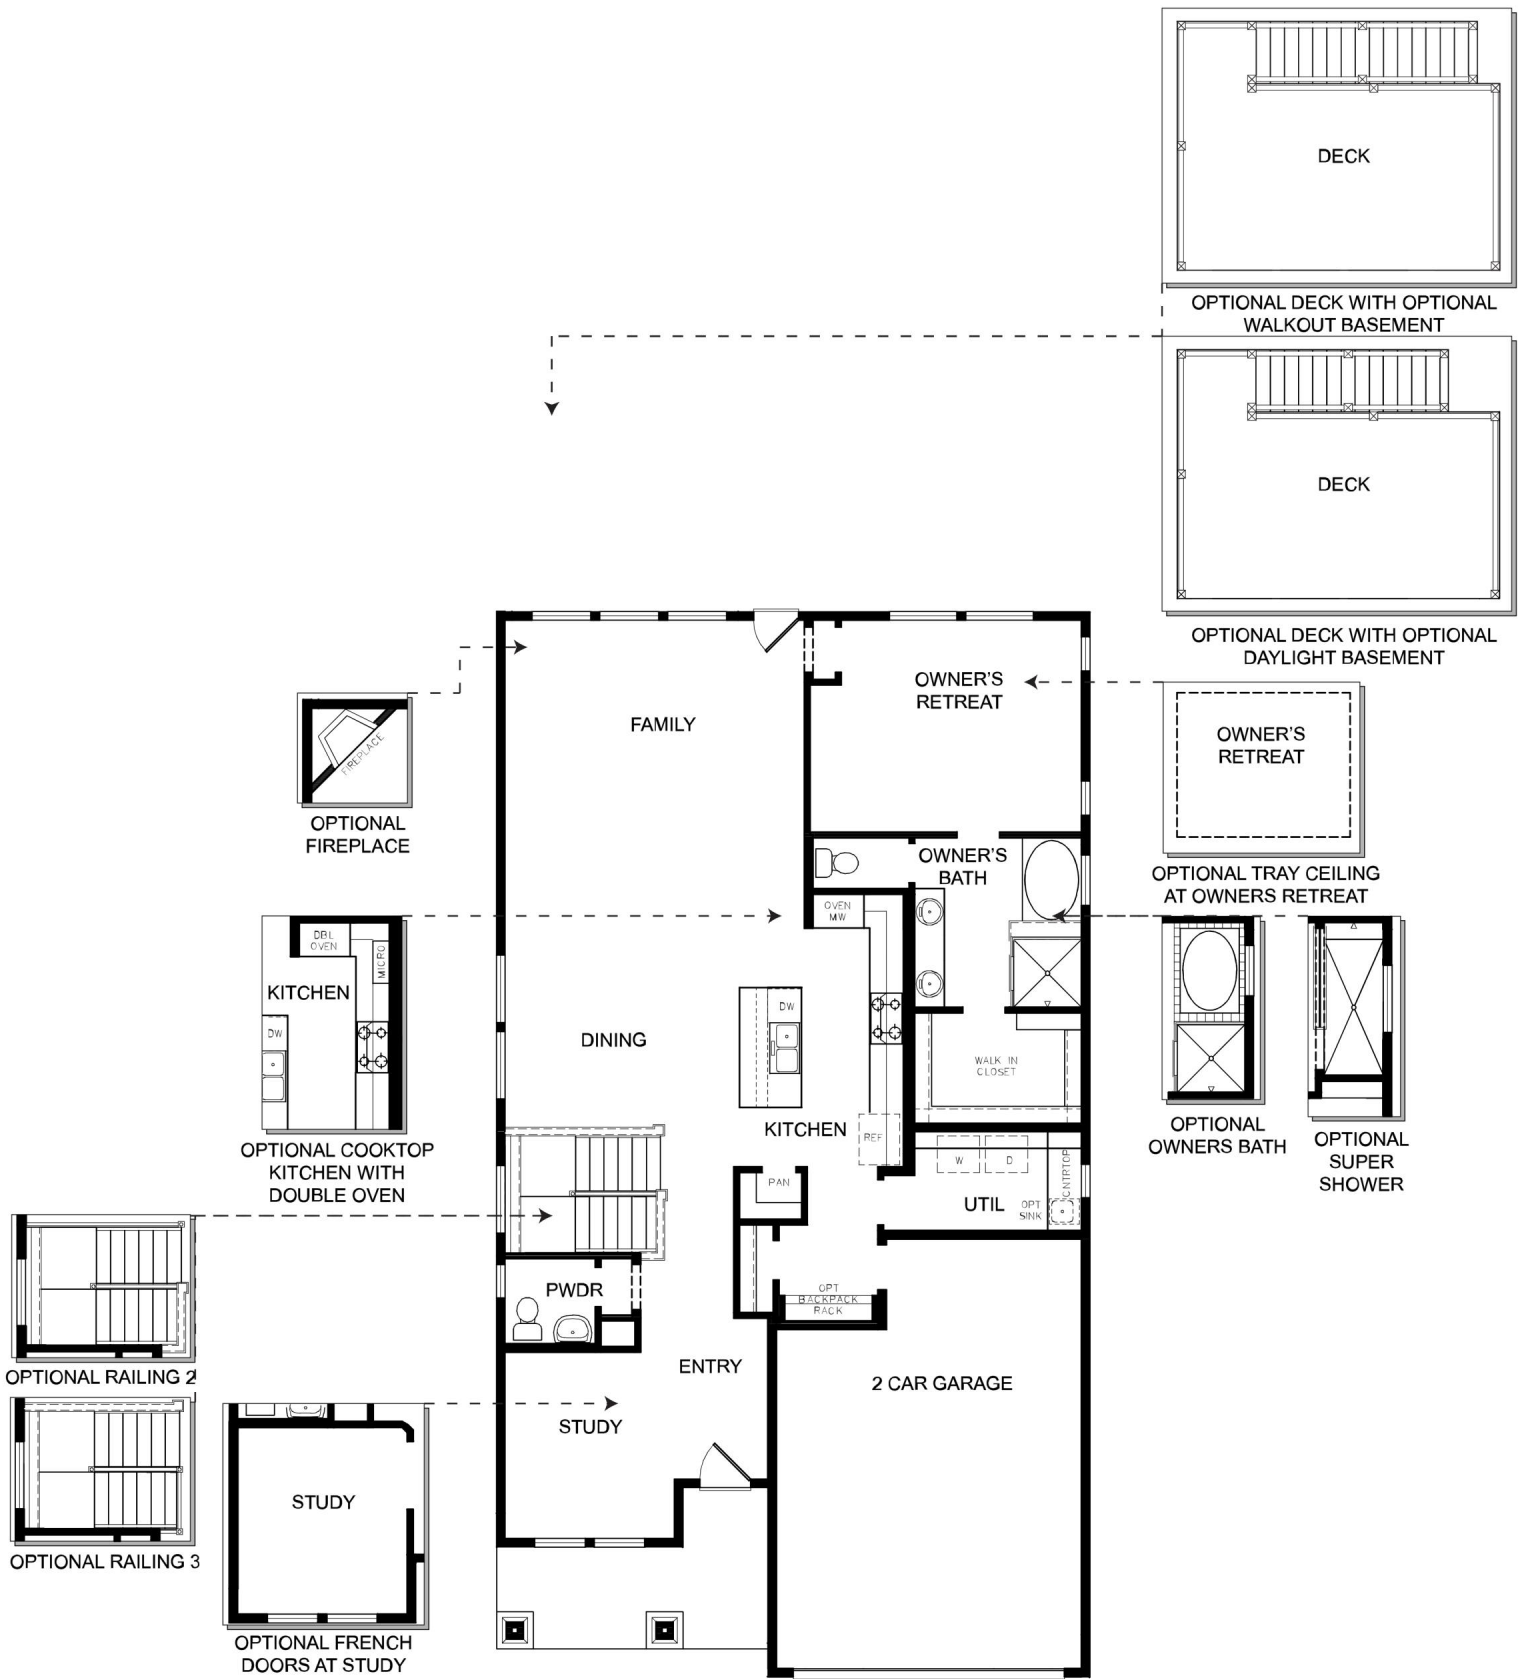 DECK
OPTIONAL DECK WITH OPTIONAL
WALKOUT BASEMENT
DECK
OPTIONAL DECK WITH OPTIONAL
DAYLIGHT BASEMENT
OWNER'S
RETREAT
FAMILY
OWNER'S
RETREAT
FIREPLACE
OPTIONAL
FIREPLACE
OPTIONAL TRAY CEILING
AT OWNERS RETREAT
OWNER'S
BATH
OVEN
MW
DBL
OVEN
MICRO
KITCHEN
DW
OPTIONAL COOKTOP
KITCHEN WITH
DOUBLE OVEN
DW
DINING
WALK IN
CLOSET
KITCHEN
REF
OPTIONAL
OWNERS BATH
OPTIONAL
SUPER
SHOWER
W
D
CNTRTOP
PAN
UTIL
OPT
SINK
PWDR
OPT
BACKPACK
RACK
OPTIONAL RAILING 2
ENTRY
2 CAR GARAGE
STUDY
STUDY
OPTIONAL RAILING 3
OPTIONAL FRENCH
DOORS AT STUDY